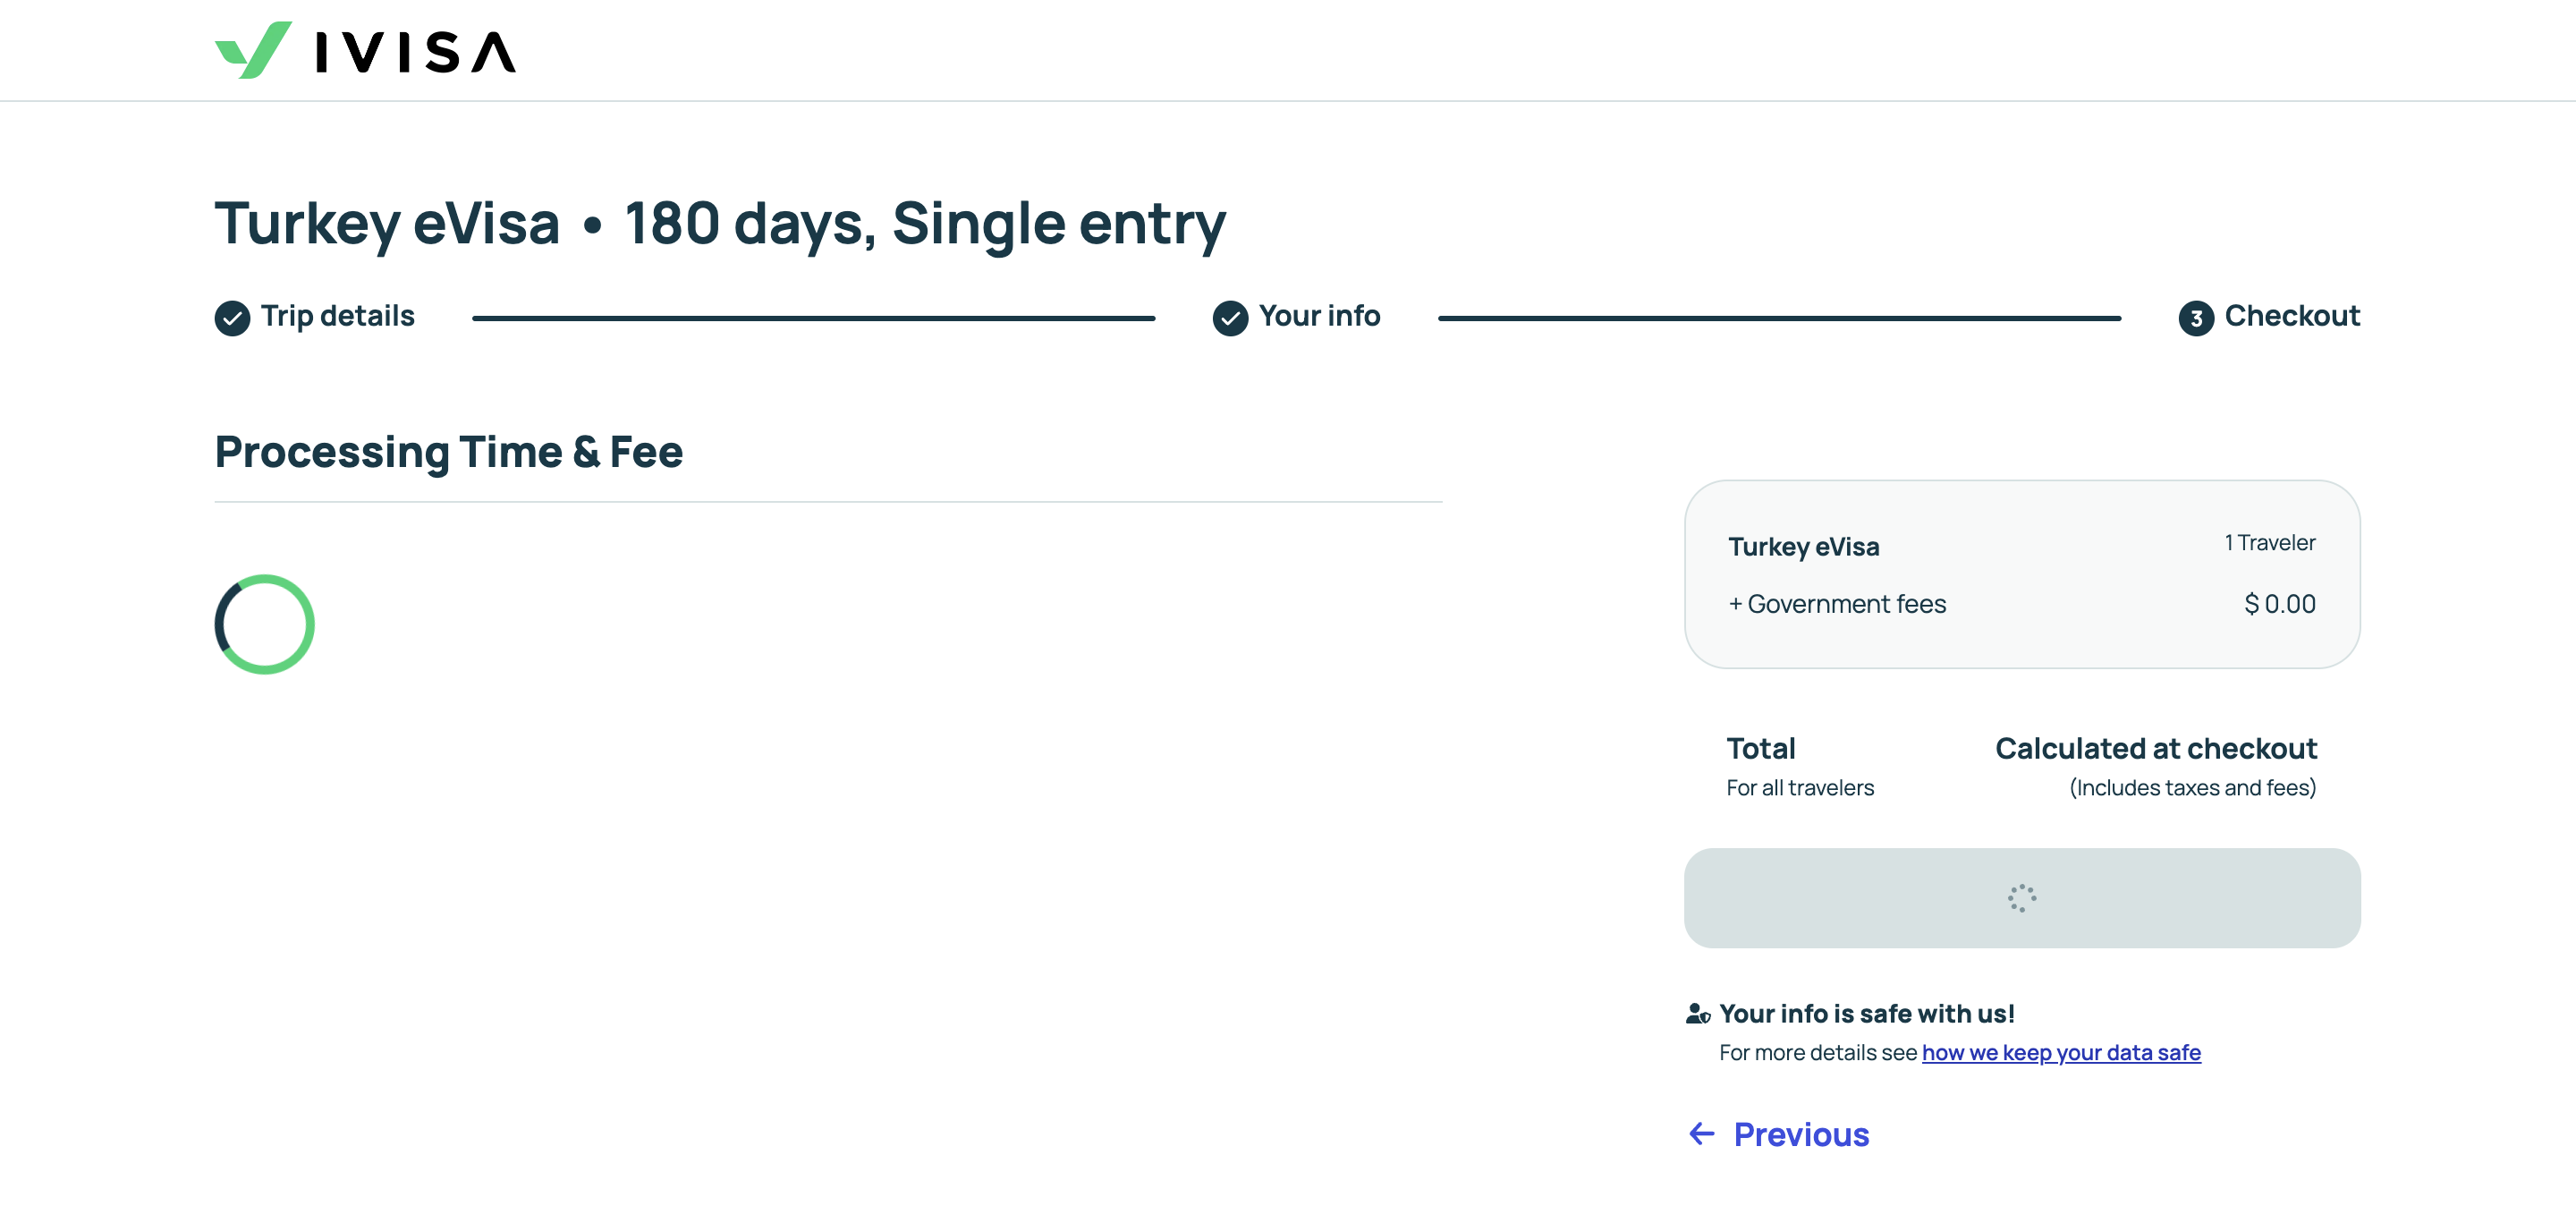 IVISA
Turkey eVisa • 180 days, Single entry
Trip details
Your info
3 Checkout
Processing Time & Fee
Turkey eVisa 1 Traveler
+ Government fees $ 0.00
Total Calculated at checkout
For all travelers (Includes taxes and fees)
Your info is safe with us!
For more details see how we keep your data safe
← Previous